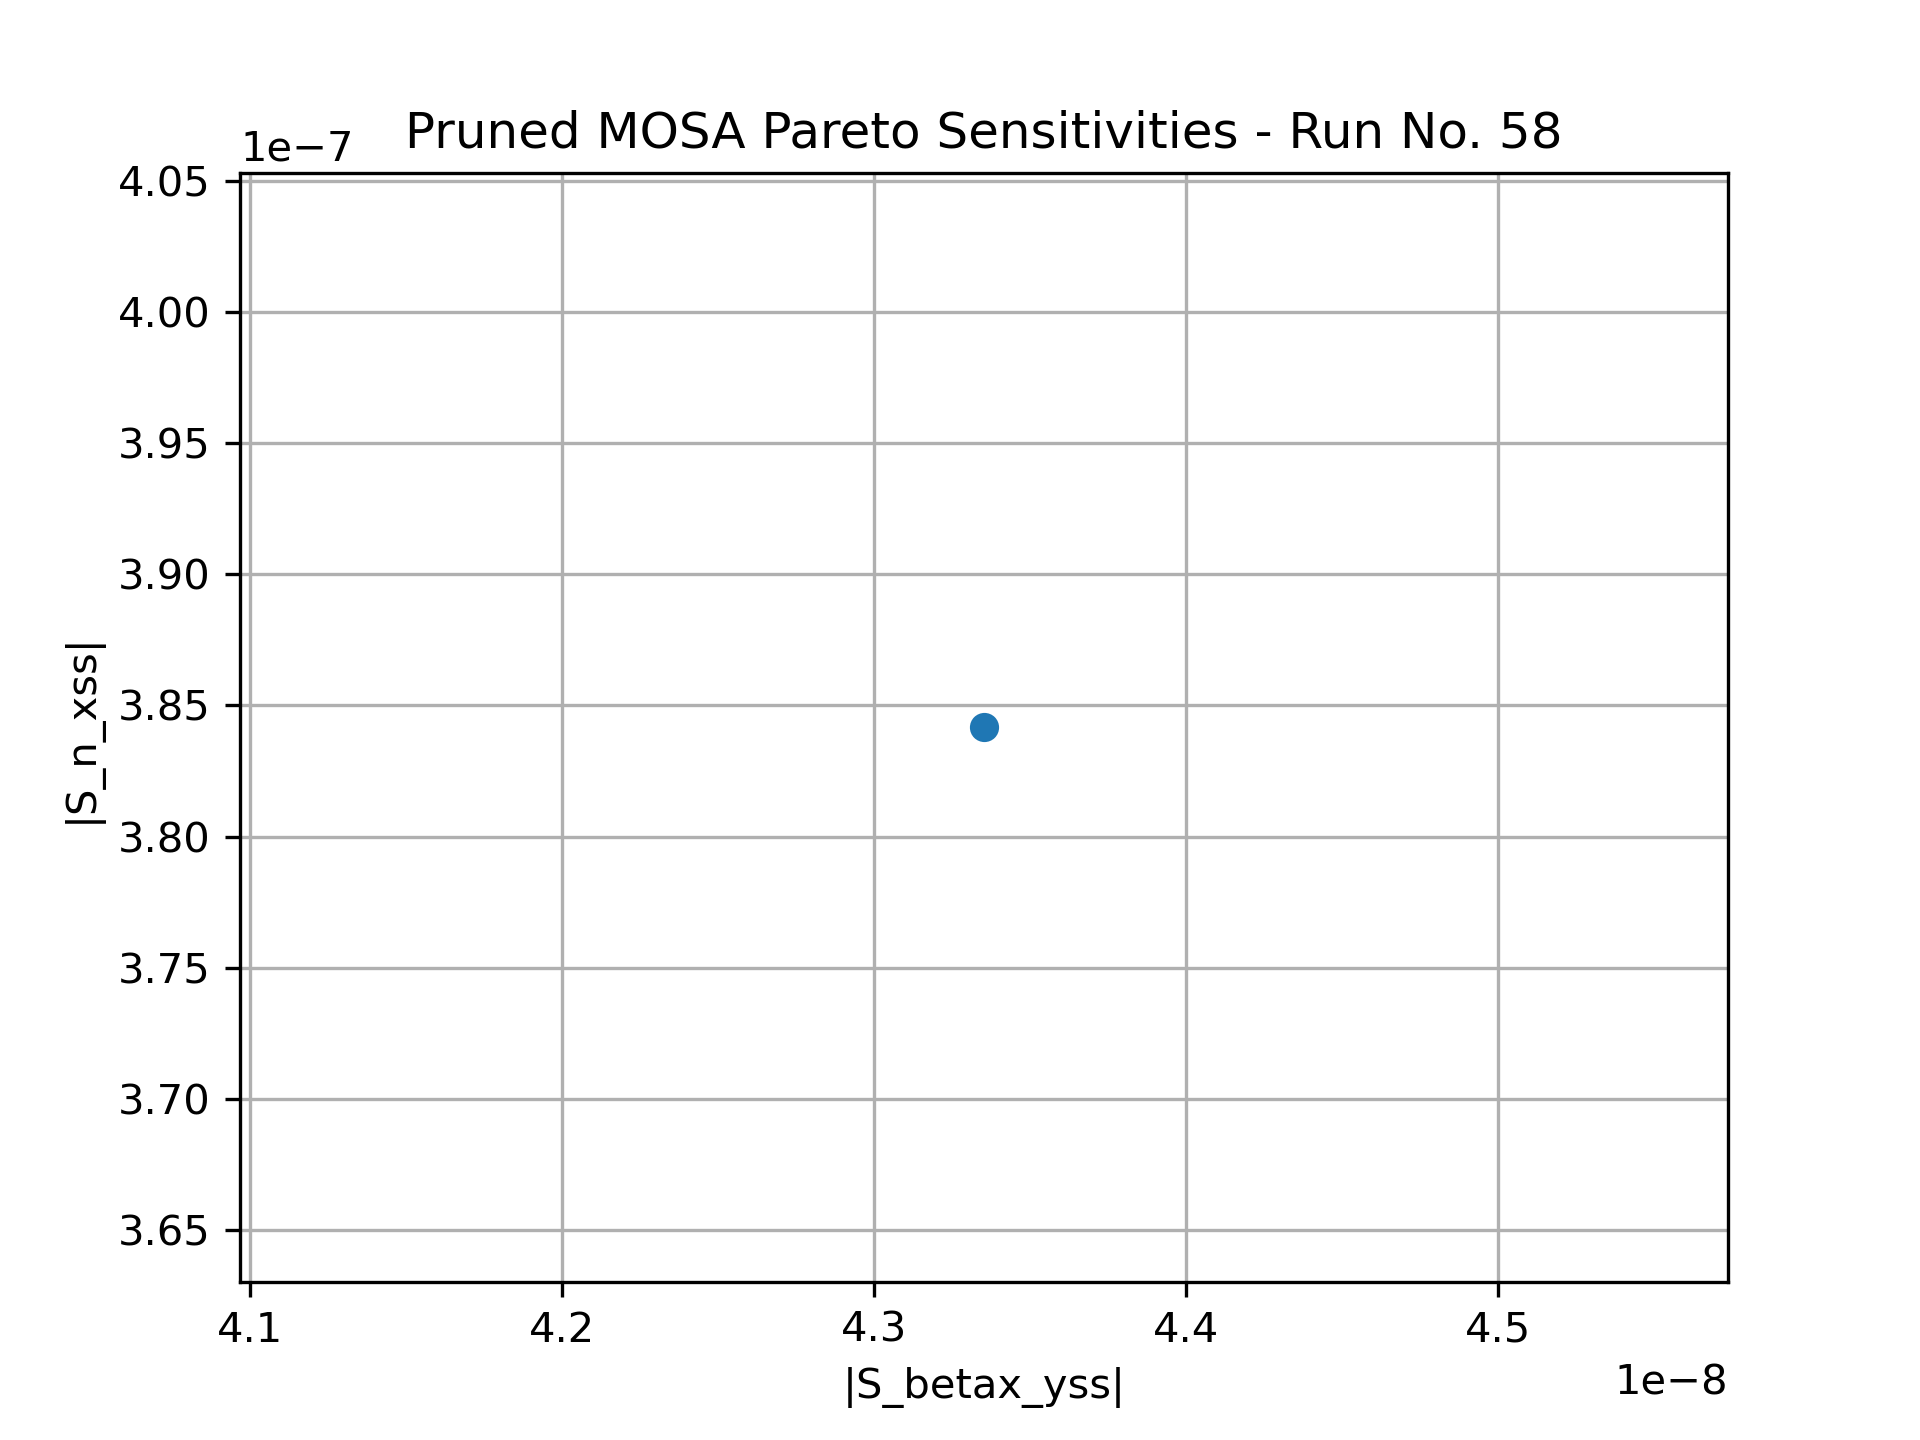 Pruned MOSA Pareto Sensitivities - Run No. 58
1e−7
4.05
4.00
3.95
3.90
3.85
3.80
3.75
3.70
3.65
|S_n_xss|
4.1 4.2 4.3 4.4 4.5
1e−8
|S_betax_yss|